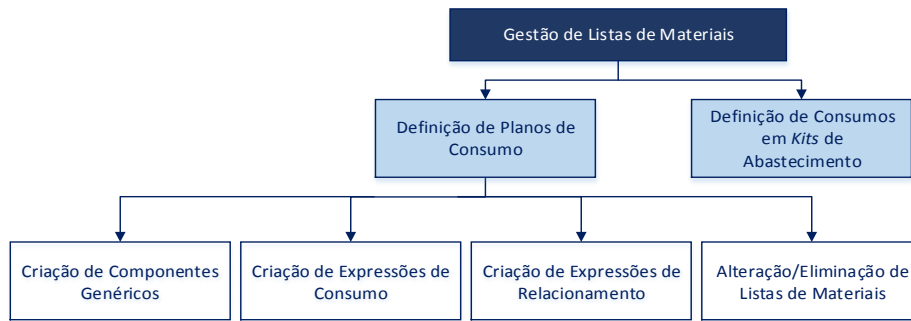 Gestão de Listas de Materiais
Definição de Planos de
Consumo
Definição de Consumos
em Kits de
Abastecimento
Criação de Componentes
Genéricos
Criação de Expressões de
Consumo
Criação de Expressões de
Relacionamento
Alteração/Eliminação de
Listas de Materiais